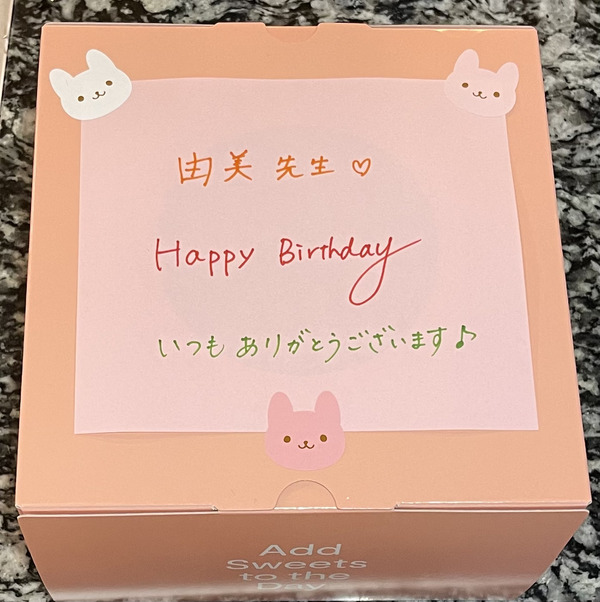 由美先生♡
Happy Birthday
いつもありがとうございます♪
Add
Sweets
to the
Day